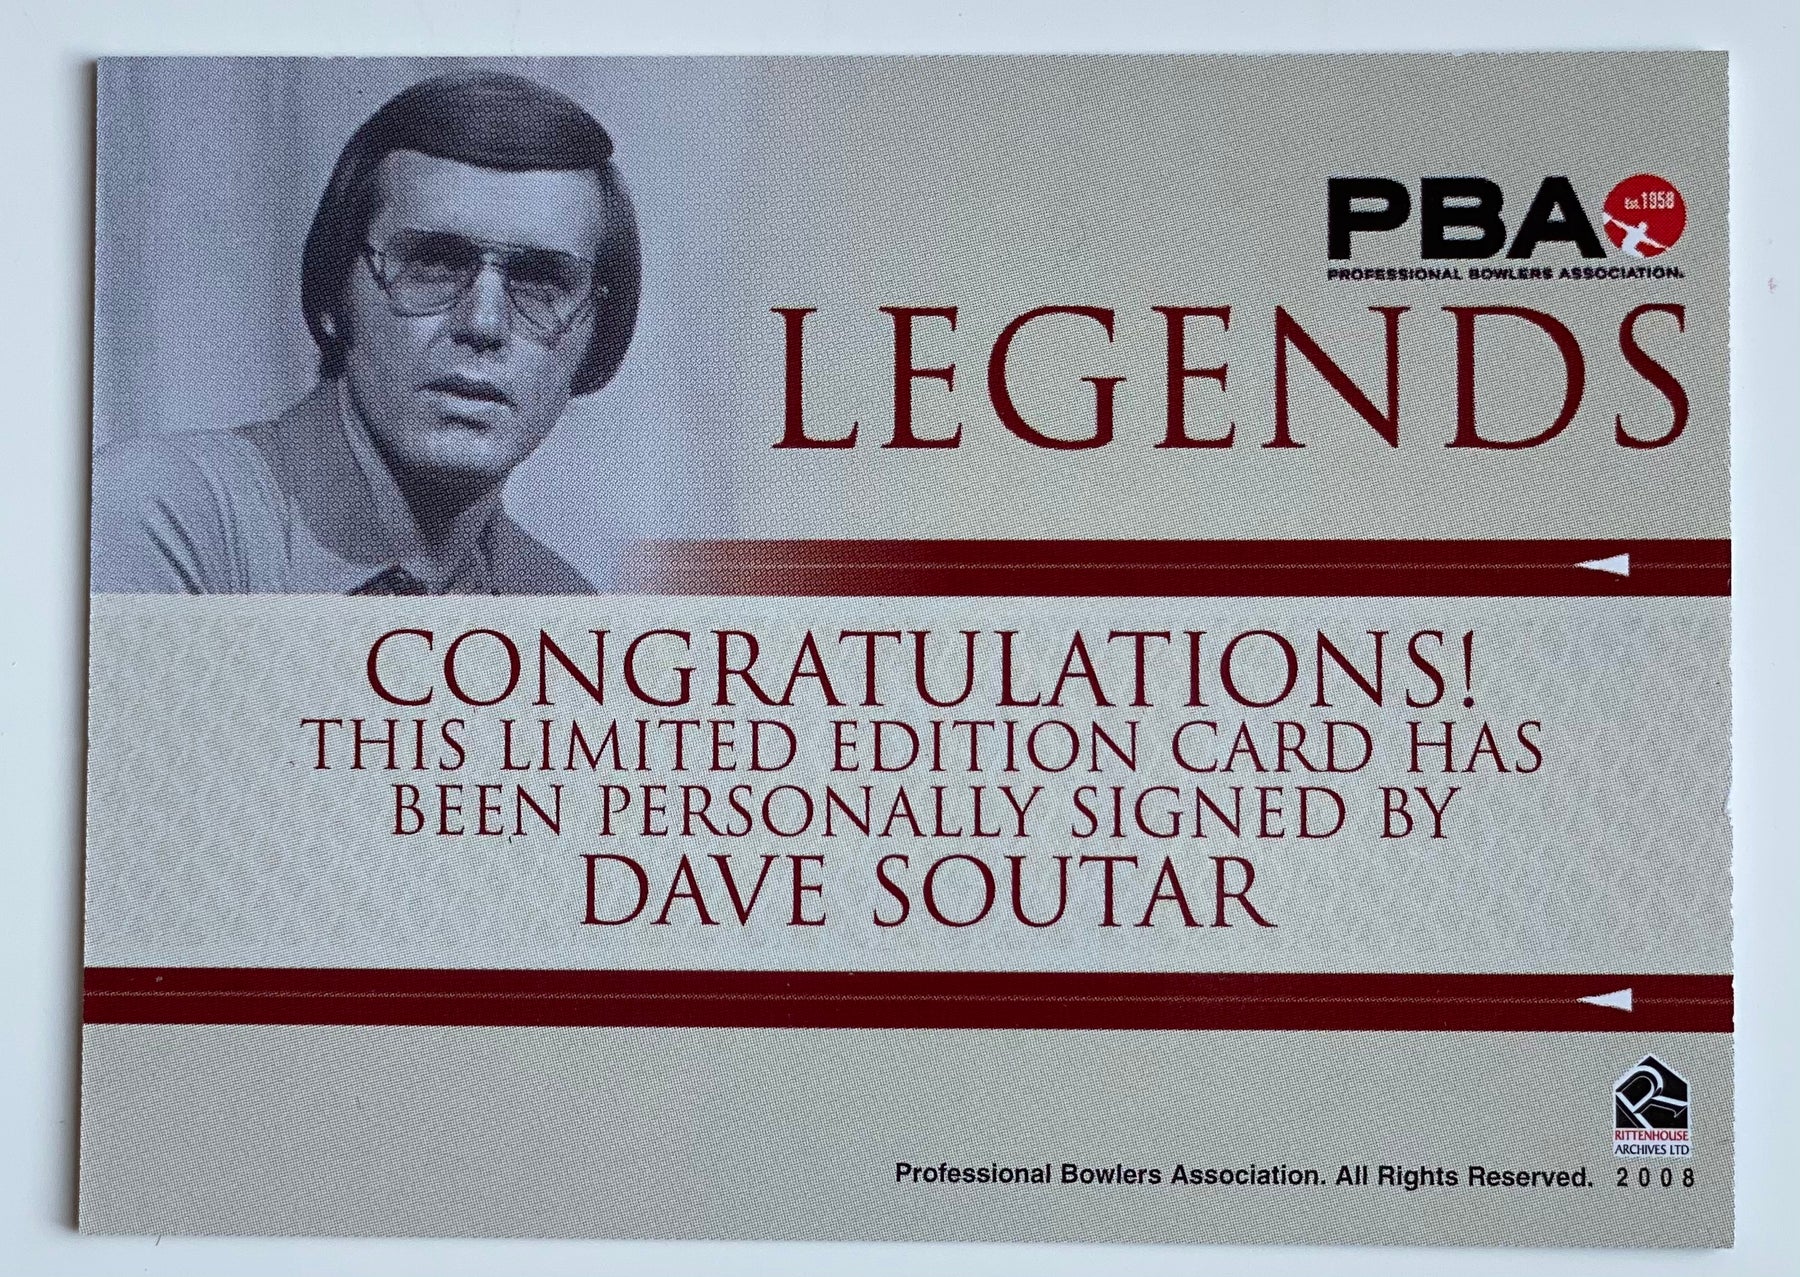 PBA
Est. 1958
PROFESSIONAL BOWLERS ASSOCIATION.
LEGENDS
CONGRATULATIONS!
THIS LIMITED EDITION CARD HAS
BEEN PERSONALLY SIGNED BY
DAVE SOUTAR
RITTENHOUSE
ARCHIVES LTD
Professional Bowlers Association. All Rights Reserved. 2008